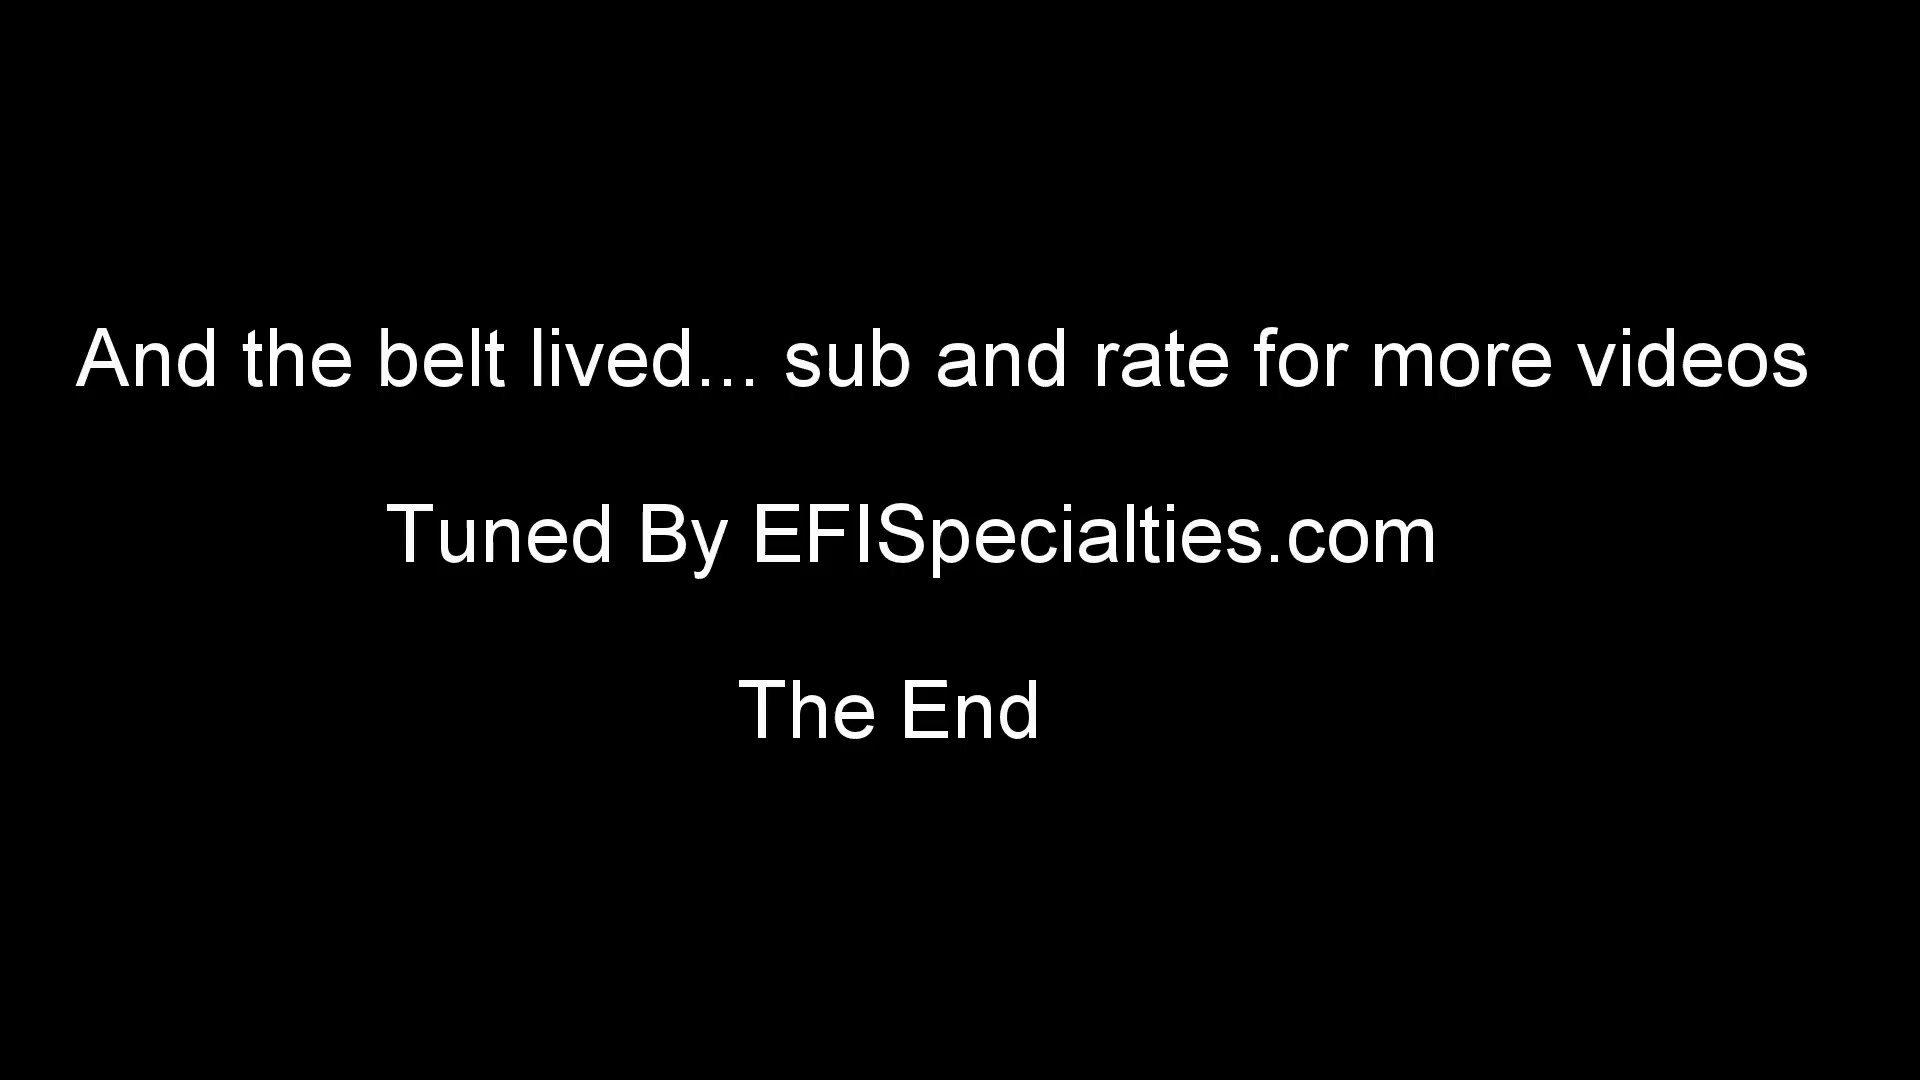 And the belt lived... sub and rate for more videos
Tuned By EFISpecialties.com
The End